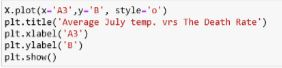 X.plot(x='A3',y='B', style='o')
plt.title('Average July temp. vrs The Death Rate')
plt.xlabel('A3')
plt.ylabel('B')
plt.show()